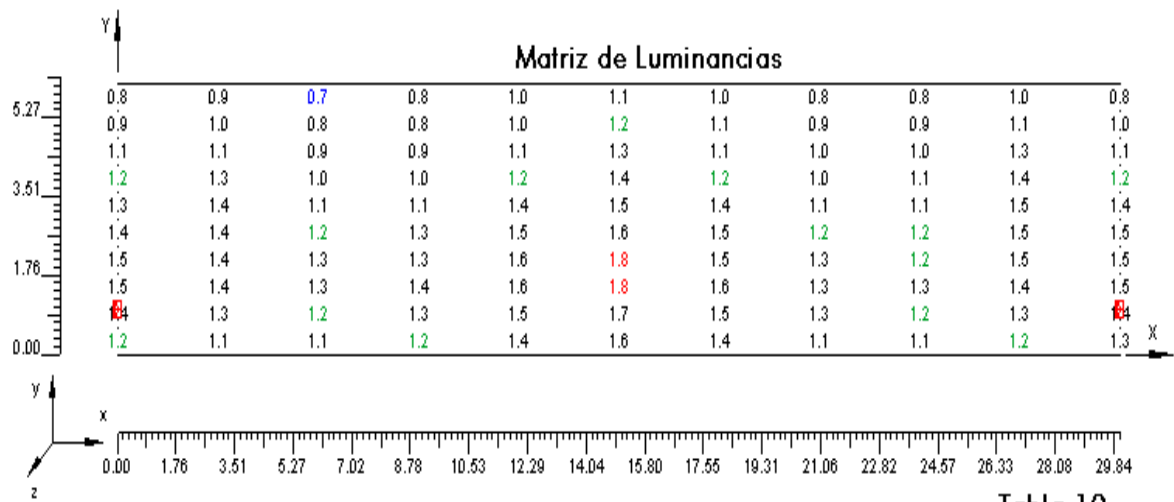 Y
Matriz de Luminancias
0.8 0.9 0.7 0.8 1.0 1.1 1.0 0.8 0.8 1.0 0.8
5.27
0.9 1.0 0.8 0.8 1.0 1.2 1.1 0.9 0.9 1.1 1.0
1.1 1.1 0.9 0.9 1.1 1.3 1.1 1.0 1.0 1.3 1.1
1.2 1.3 1.0 1.0 1.2 1.4 1.2 1.0 1.1 1.4 1.2
3.51
1.3 1.4 1.1 1.1 1.4 1.5 1.4 1.1 1.1 1.5 1.4
1.4 1.4 1.2 1.3 1.5 1.6 1.5 1.2 1.2 1.5 1.5
1.5 1.4 1.3 1.3 1.6 1.8 1.5 1.3 1.2 1.5 1.5
1.76
1.5 1.4 1.3 1.4 1.6 1.8 1.6 1.3 1.3 1.4 1.5
1.3 1.2 1.3 1.5 1.7 1.5 1.3 1.2 1.3
0.00
1.2 1.1 1.1 1.2 1.4 1.6 1.4 1.1 1.1 1.2 1.3
X
y
x
z
0.00 1.76 3.51 5.27 7.02 8.78 10.53 12.29 14.04 15.80 17.55 19.31 21.06 22.82 24.57 26.33 28.08 29.84